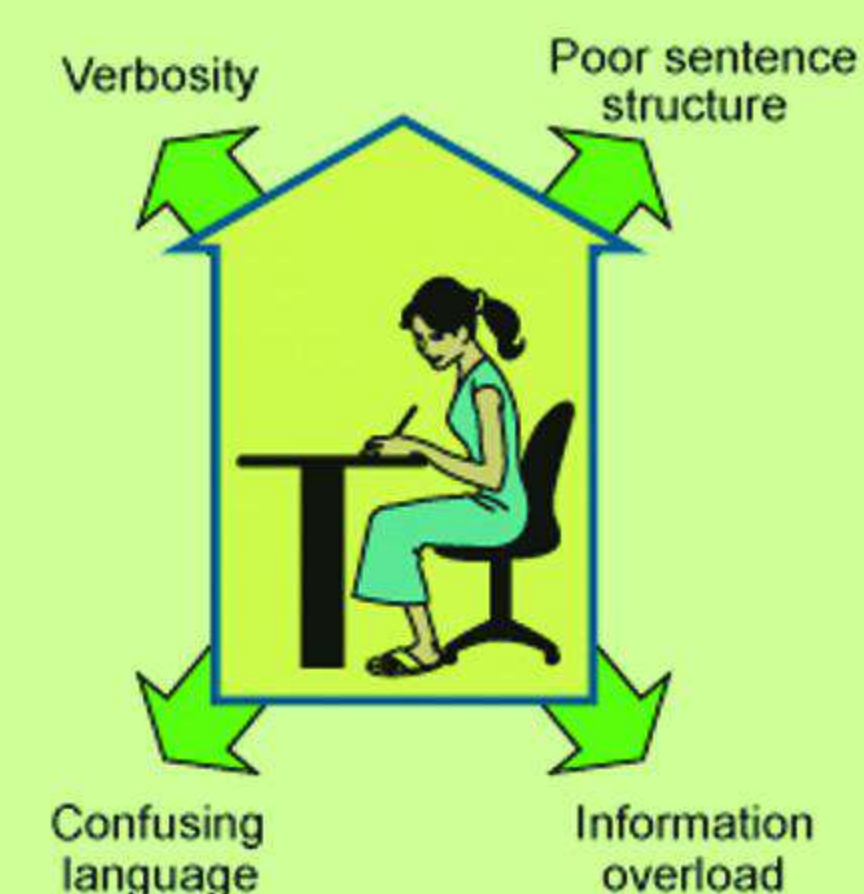 Verbosity
Poor sentence
structure
Confusing
language
Information
overload